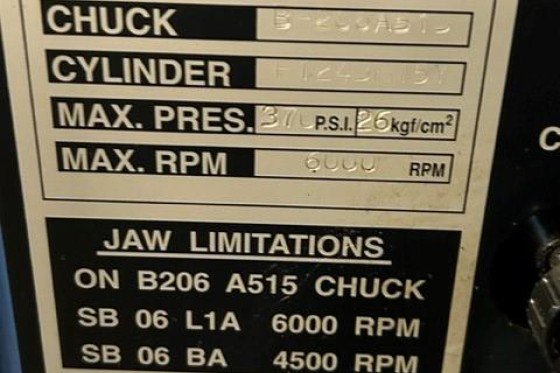 CHUCK
CYLINDER
MAX. PRES. 370 P.S.I. 26 kgf/cm²
MAX. RPM 6000 RPM
JAW LIMITATIONS
ON B206 A515 CHUCK
SB 06 L1A 6000 RPM
SB 06 BA 4500 RPM
C